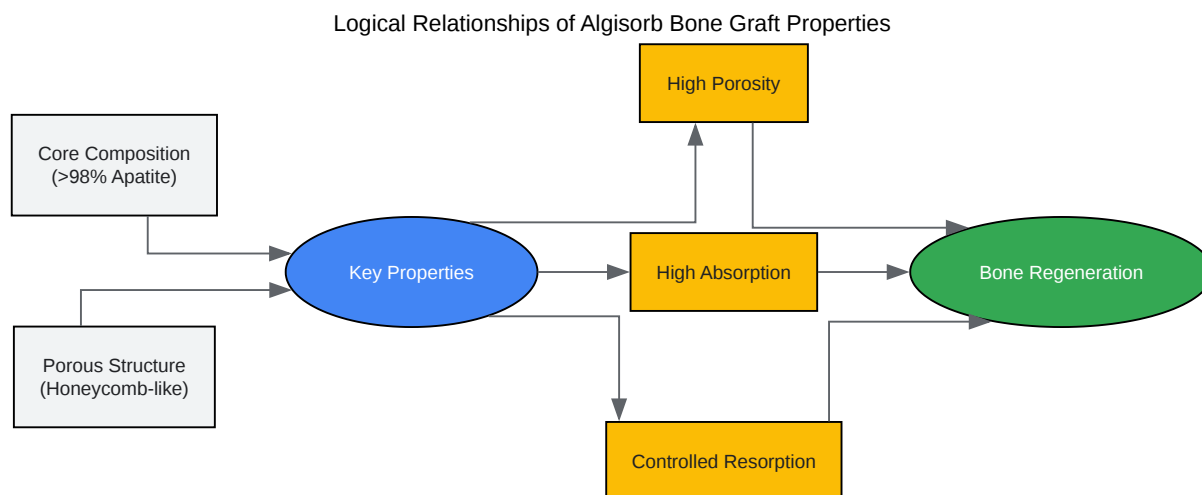 Logical Relationships of Algisorb Bone Graft Properties
High Porosity
Core Composition
(>98% Apatite)
Key Properties
High Absorption
Bone Regeneration
Porous Structure
(Honeycomb-like)
Controlled Resorption